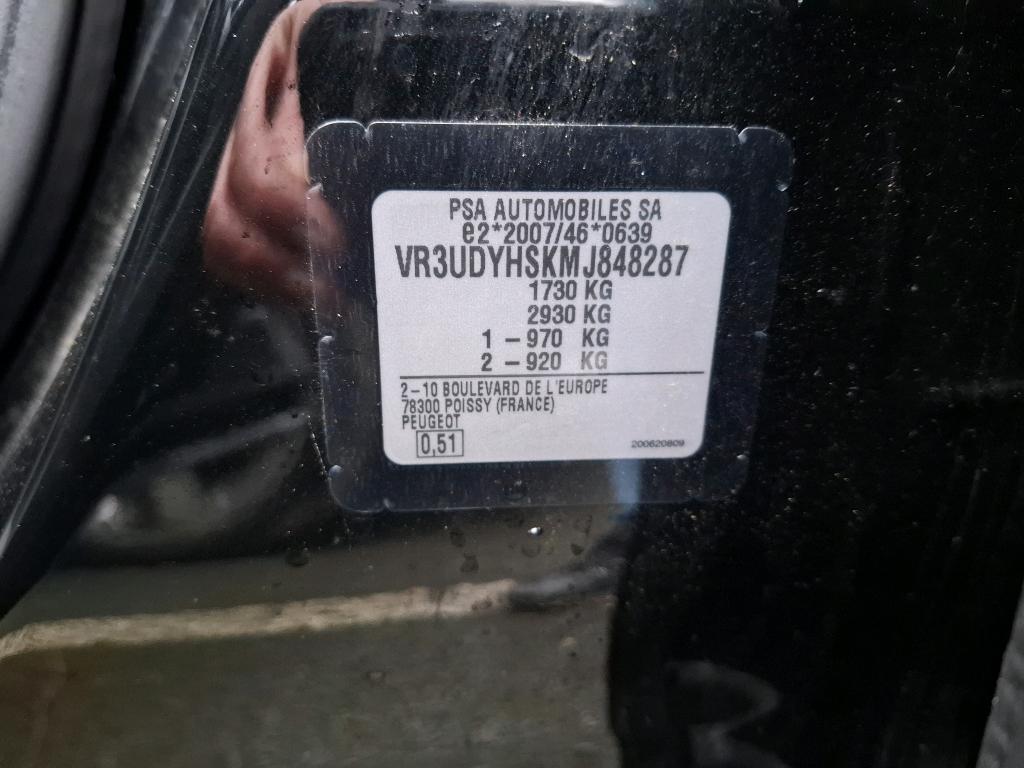 PSA AUTOMOBILES SA
e2*2007/46*0639
VR3UDYHSKMJ848287
1730 KG
2930 KG
1 – 970 KG
2 – 920 KG
2–10 BOULEVARD DE L'EUROPE
78300 POISSY (FRANCE)
PEUGEOT
0,51
200620809